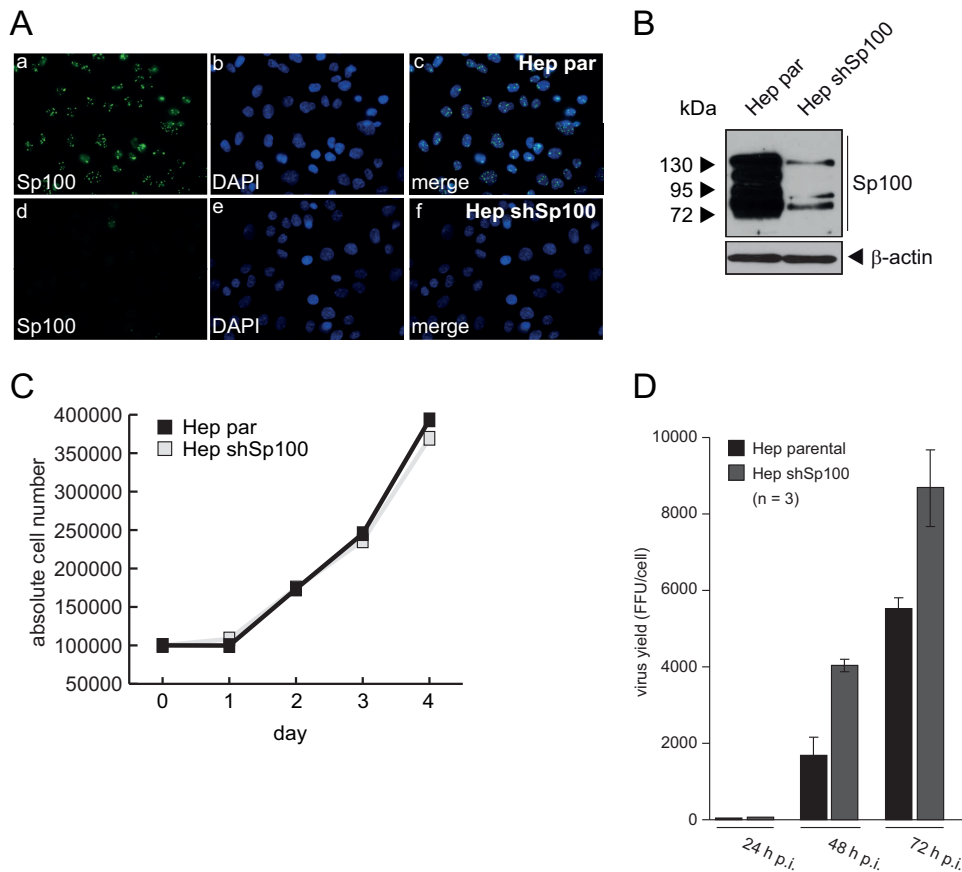 A
a
b
c
Hep par
Sp100
DAPI
merge
d
e
f
Hep shSp100
Sp100
DAPI
merge
B
Hep par
Hep shSp100
kDa
130
95
72
Sp100
β-actin
C
400000
350000
300000
250000
200000
150000
100000
50000
absolute cell number
Hep par
Hep shSp100
0 1 2 3 4
day
D
10000
8000
6000
4000
2000
0
virus yield (FFU/cell)
Hep parental
Hep shSp100
(n = 3)
24 h p.i.
48 h p.i.
72 h p.i.